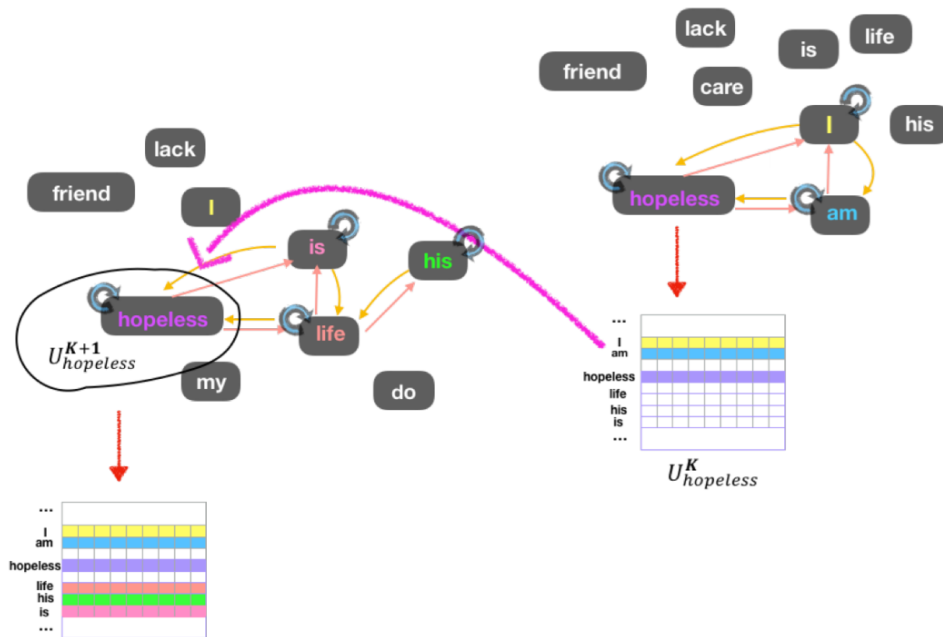 lack
is
life
friend
care
I
his
hopeless
am
lack
friend
I
is
his
hopeless
life
U^{K+1}_{hopeless}
my
do
...
I
am
hopeless
life
his
is
...
U^{K}_{hopeless}
...
I
am
hopeless
life
his
is
...